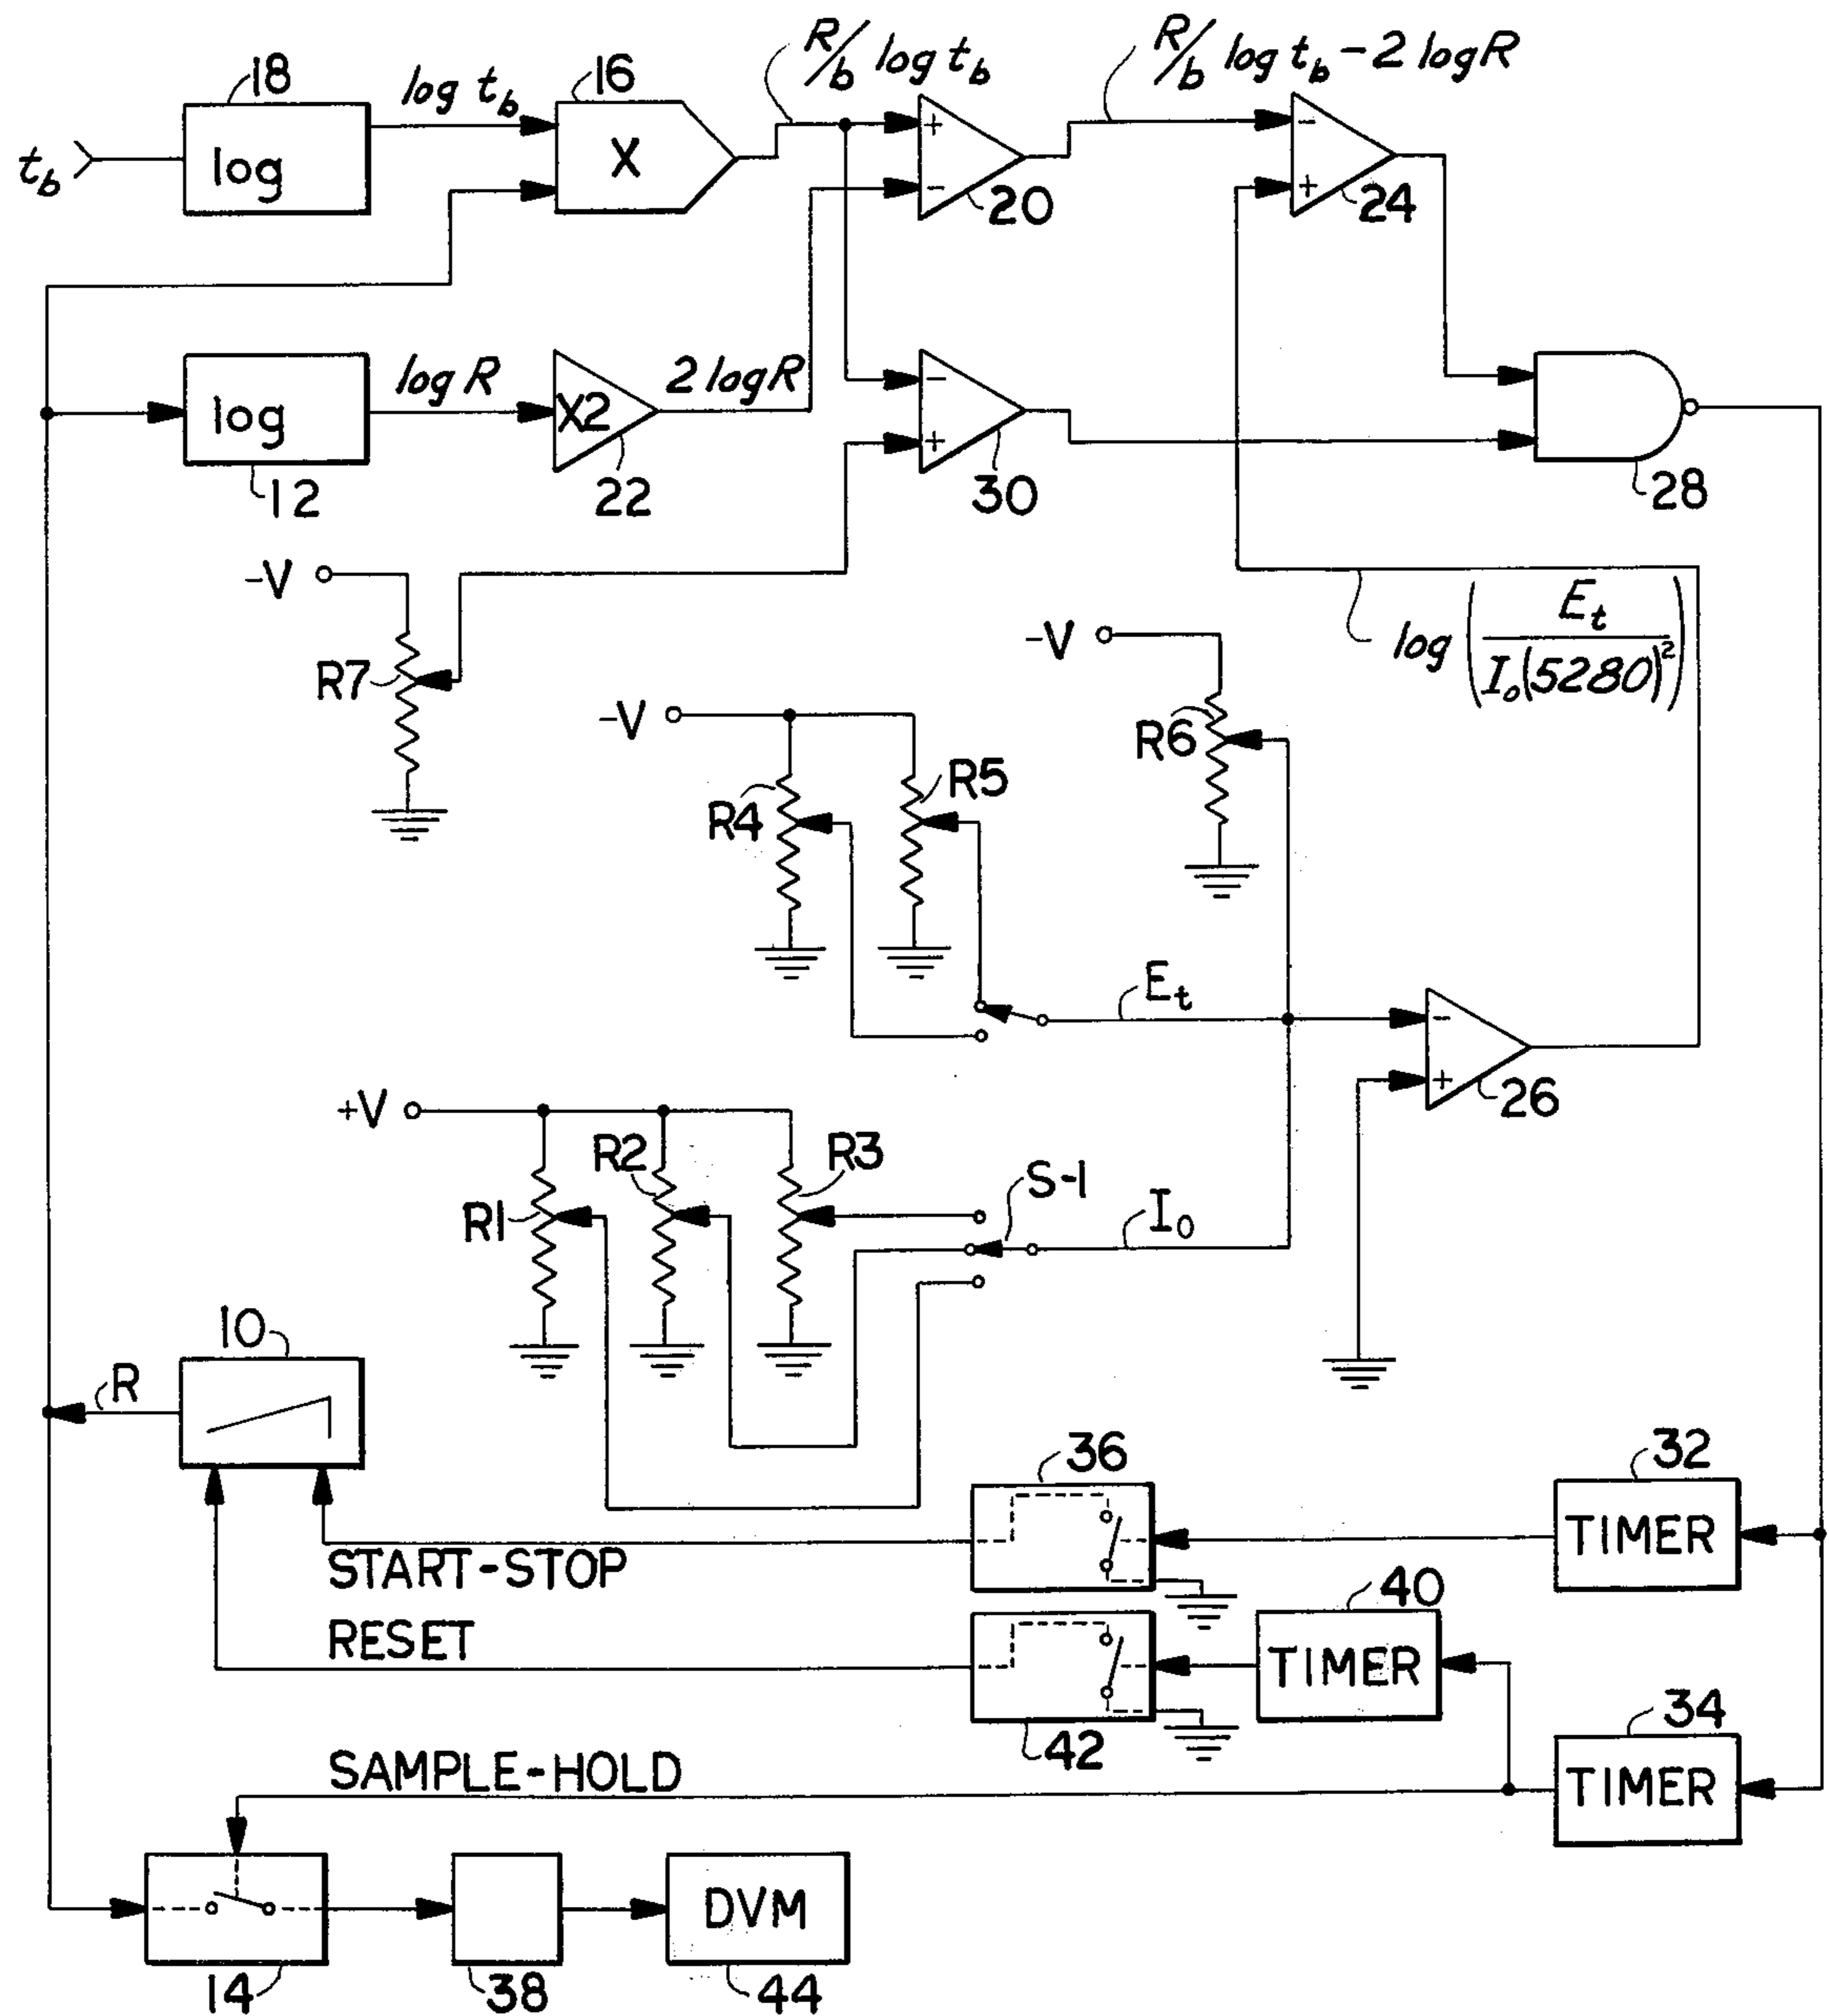 R/b log t_b
R/b log t_b - 2 log R
18
log t_b
16
t_b
log
X
+
-
20
-
+
24
log R
2 log R
log
X2
-
+
12
22
30
28
-V
R7
-V
log (E_t / I_o(5280)²)
-V
R6
R4
R5
E_t
-
+
26
+V
R1
R2
R3
S-1
I_o
10
R
36
32
TIMER
START-STOP
40
RESET
TIMER
42
34
SAMPLE-HOLD
TIMER
DVM
14
38
44